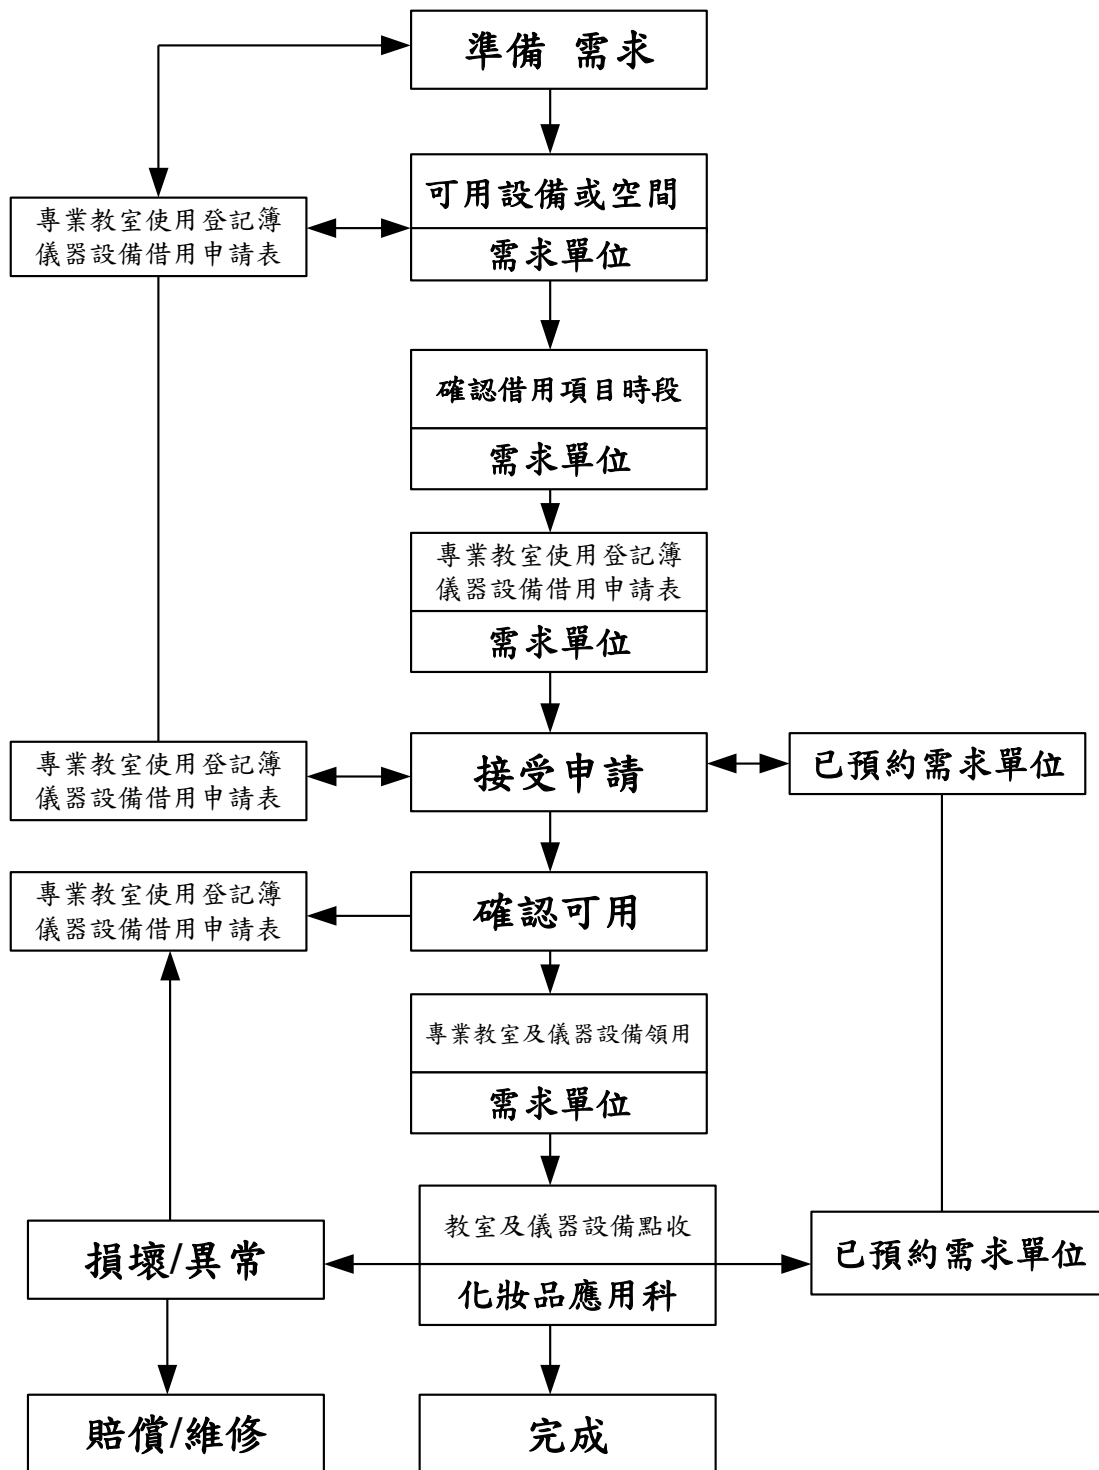 準備 需求
可用設備或空間
專業教室使用登記簿
儀器設備借用申請表
需求單位
確認借用項目時段
需求單位
專業教室使用登記簿
儀器設備借用申請表
需求單位
專業教室使用登記簿
儀器設備借用申請表
接受申請
已預約需求單位
專業教室使用登記簿
儀器設備借用申請表
確認可用
專業教室及儀器設備領用
需求單位
教室及儀器設備點收
化妝品應用科
損壞/異常
已預約需求單位
賠償/維修
完成